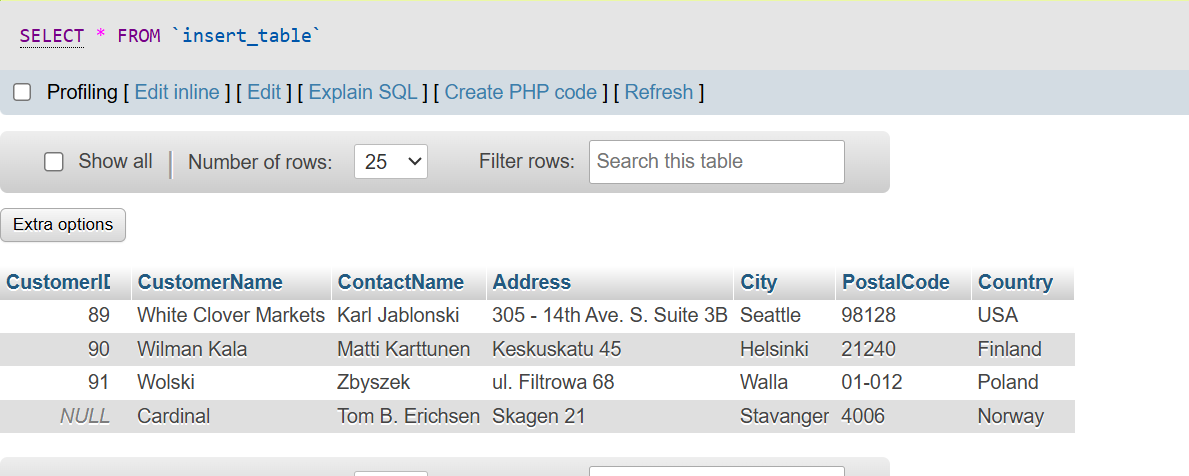 SELECT * FROM `insert_table`
Profiling [ Edit inline ] [ Edit ] [ Explain SQL ] [ Create PHP code ] [ Refresh ]
Show all Number of rows: 25 Filter rows: Search this table
Extra options
CustomerID CustomerName ContactName Address City PostalCode Country
89 White Clover Markets Karl Jablonski 305 - 14th Ave. S. Suite 3B Seattle 98128 USA
90 Wilman Kala Matti Karttunen Keskuskatu 45 Helsinki 21240 Finland
91 Wolski Zbyszek ul. Filtrowa 68 Walla 01-012 Poland
NULL Cardinal Tom B. Erichsen Skagen 21 Stavanger 4006 Norway